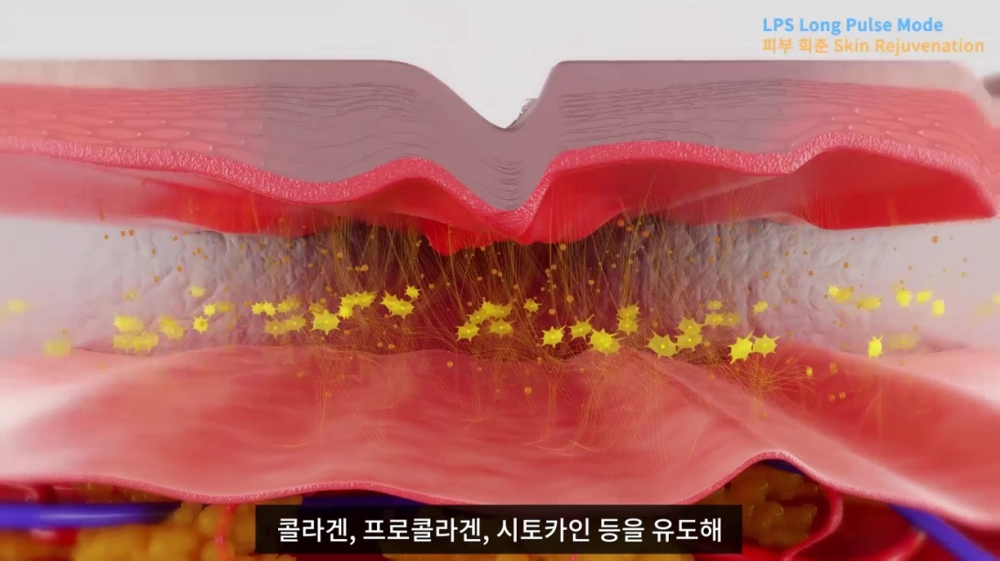 LPS Long Pulse Mode
피부 회춘 Skin Rejuvenation
콜라겐, 프로콜라겐, 시토카인 등을 유도해